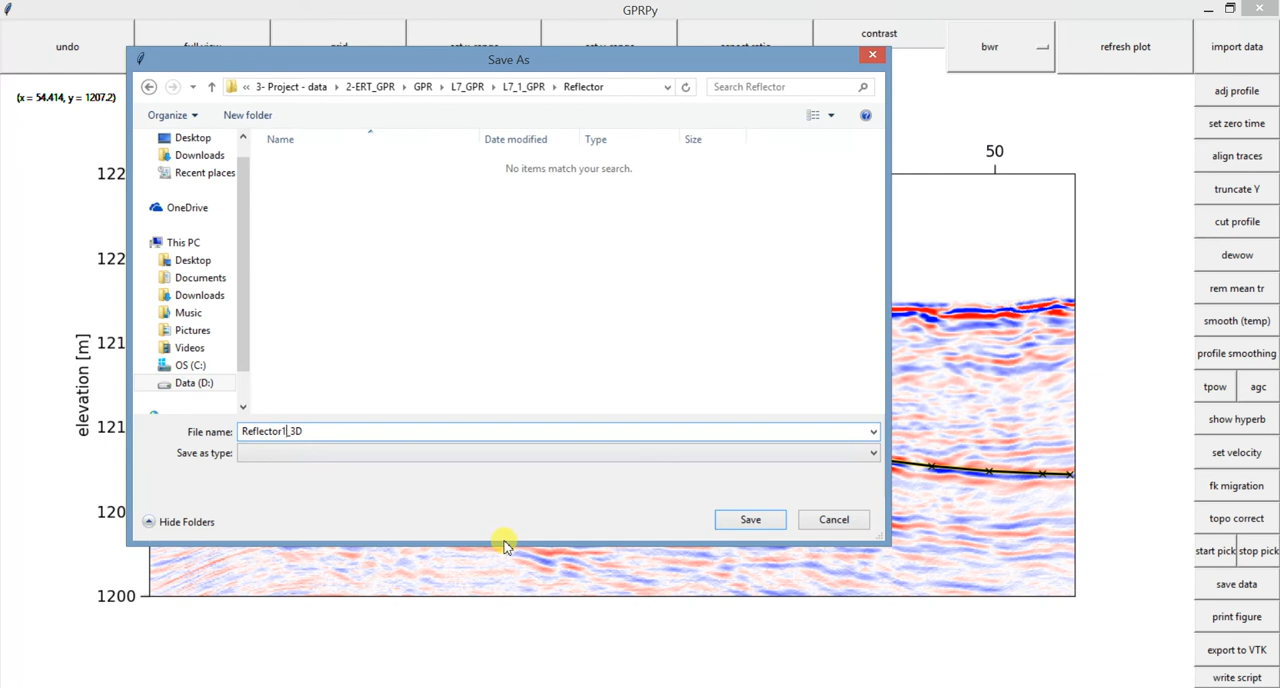 GPRPy
undo
contrast
bwr
refresh plot
import data
Save As
(x = 54.414, y = 1207.2)
3- Project - data
2-ERT_GPR
GPR
L7_GPR
L7_1_GPR
Reflector
Search Reflector
Organize
New folder
Name
Date modified
Type
Size
No items match your search.
Desktop
Downloads
Recent places
OneDrive
This PC
Desktop
Documents
Downloads
Music
Pictures
Videos
OS (C:)
Data (D:)
File name:
Reflector1_3D
Save as type:
Hide Folders
Save
Cancel
50
elevation [m]
1200
adj profile
set zero time
align traces
truncate Y
cut profile
dewow
rem mean tr
smooth (temp)
profile smoothing
tpow
agc
show hyperb
set velocity
fk migration
topo correct
start pick
stop pick
save data
print figure
export to VTK
write script